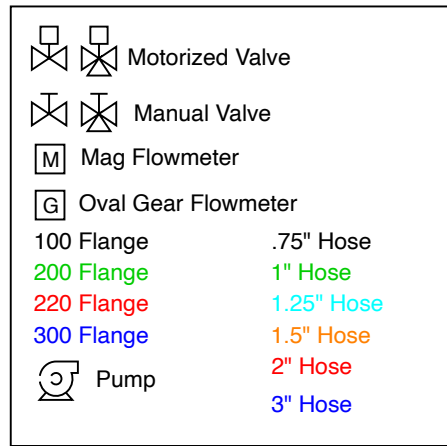 Motorized Valve
Manual Valve
M Mag Flowmeter
G Oval Gear Flowmeter
100 Flange .75" Hose
200 Flange 1" Hose
220 Flange 1.25" Hose
300 Flange 1.5" Hose
Pump 2" Hose
3" Hose